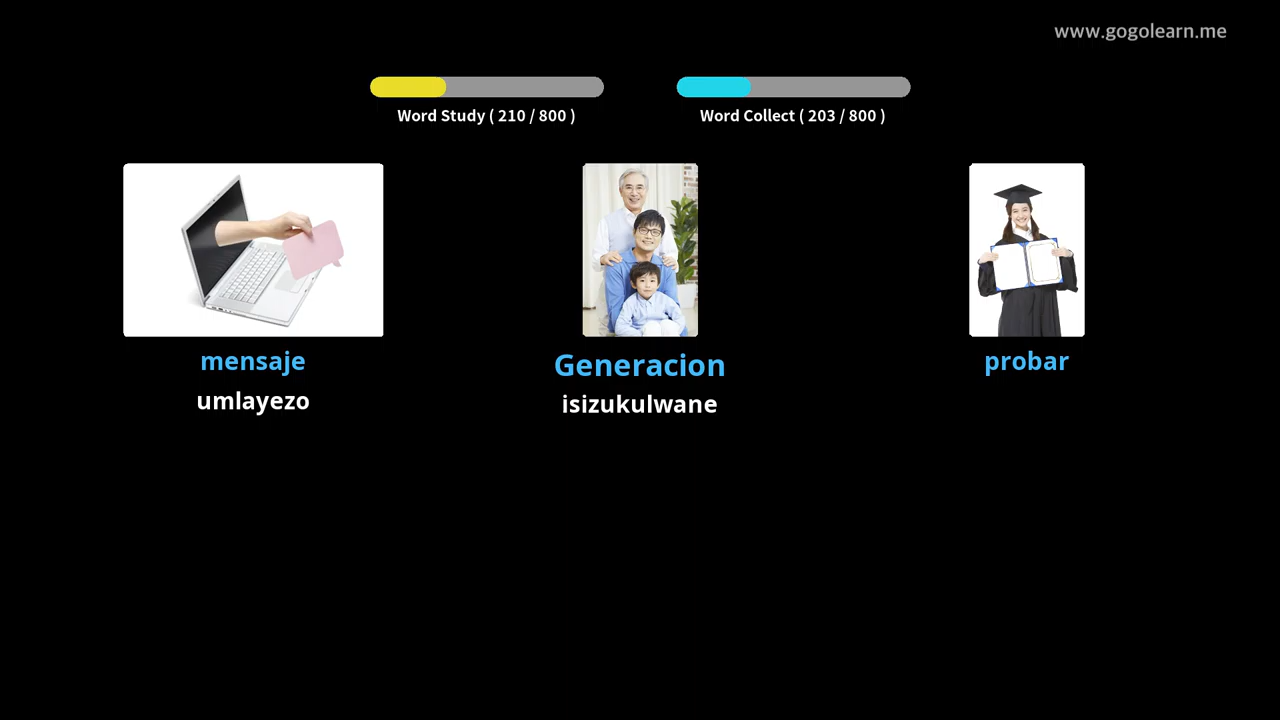 www.gogolearn.me
Word Study ( 210 / 800 )
Word Collect ( 203 / 800 )
mensaje
umlayezo
Generacion
isizukulwane
probar